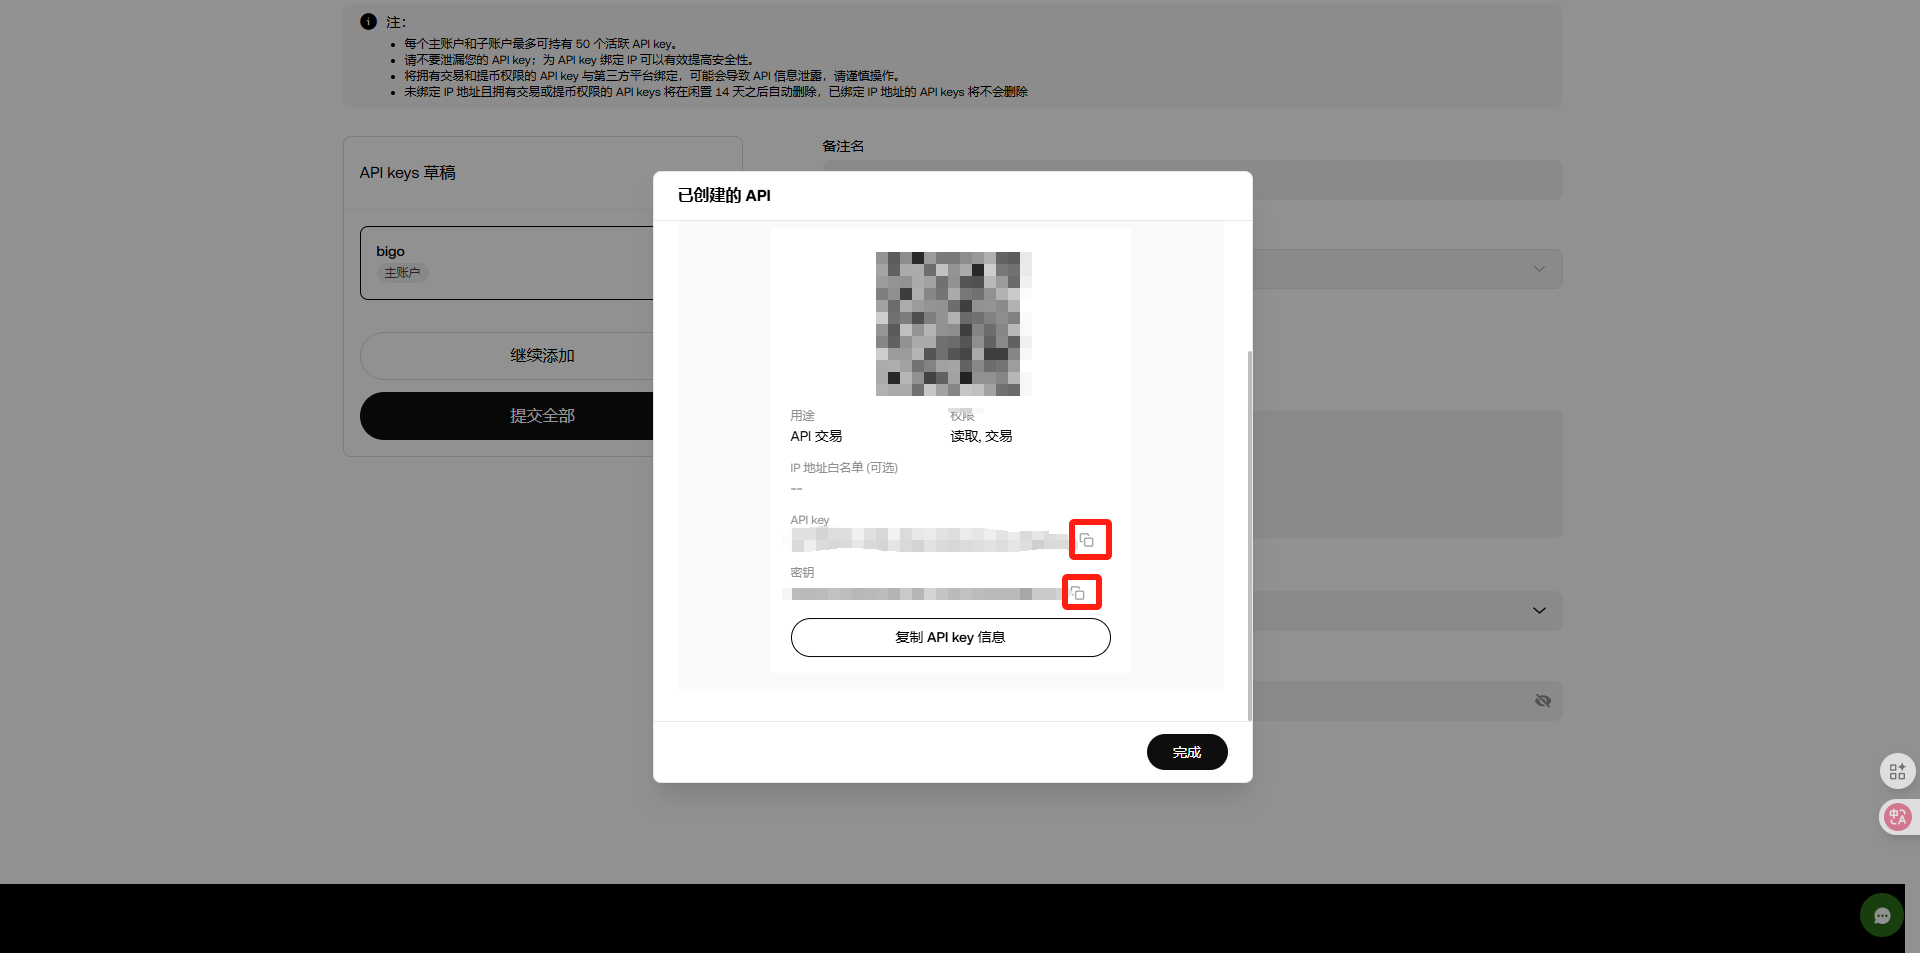 注：
每个主账户和子账户最多可持有 50 个活跃 API key。
请不要泄漏您的 API key；为 API key 绑定 IP 可以有效提高安全性。
将拥有交易和提币权限的 API key 与第三方平台绑定，可能会导致 API 信息泄露，请谨慎操作。
未绑定 IP 地址且拥有交易或提币权限的 API keys 将在闲置 14 天之后自动删除，已绑定 IP 地址的 API keys 将不会删除
API keys 草稿
bigo
主账户
继续添加
提交全部
备注名
已创建的 API
用途
权限
API 交易
读取, 交易
IP 地址白名单 (可选)
--
API key
密钥
复制 API key 信息
完成